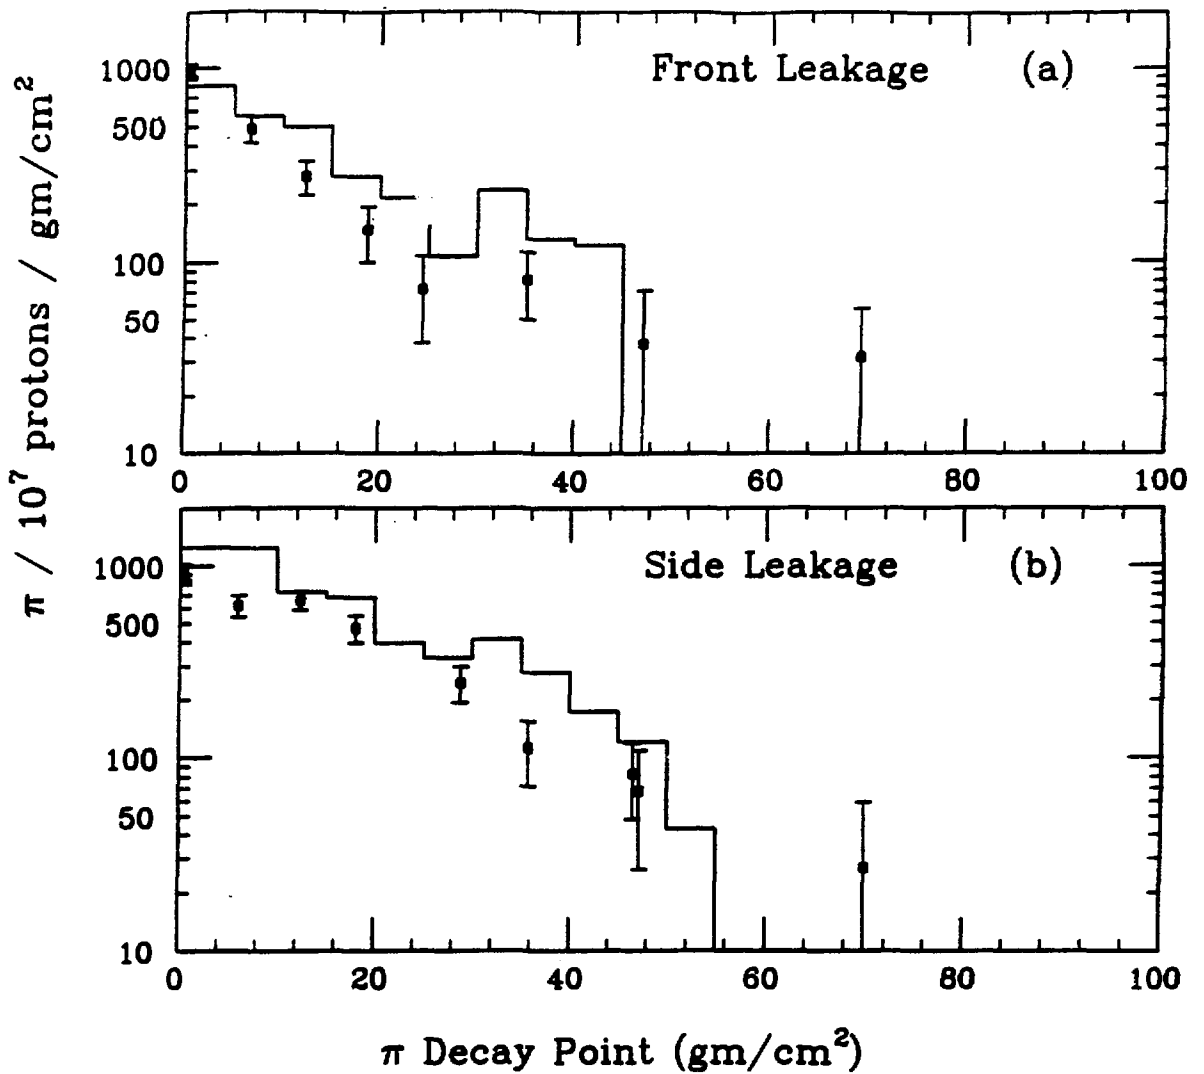 π / 10⁷ protons / gm/cm²
Front Leakage (a)
1000
500
100
50
10
0 20 40 60 80 100
Side Leakage (b)
1000
500
100
50
10
0 20 40 60 80 100
π Decay Point (gm/cm²)